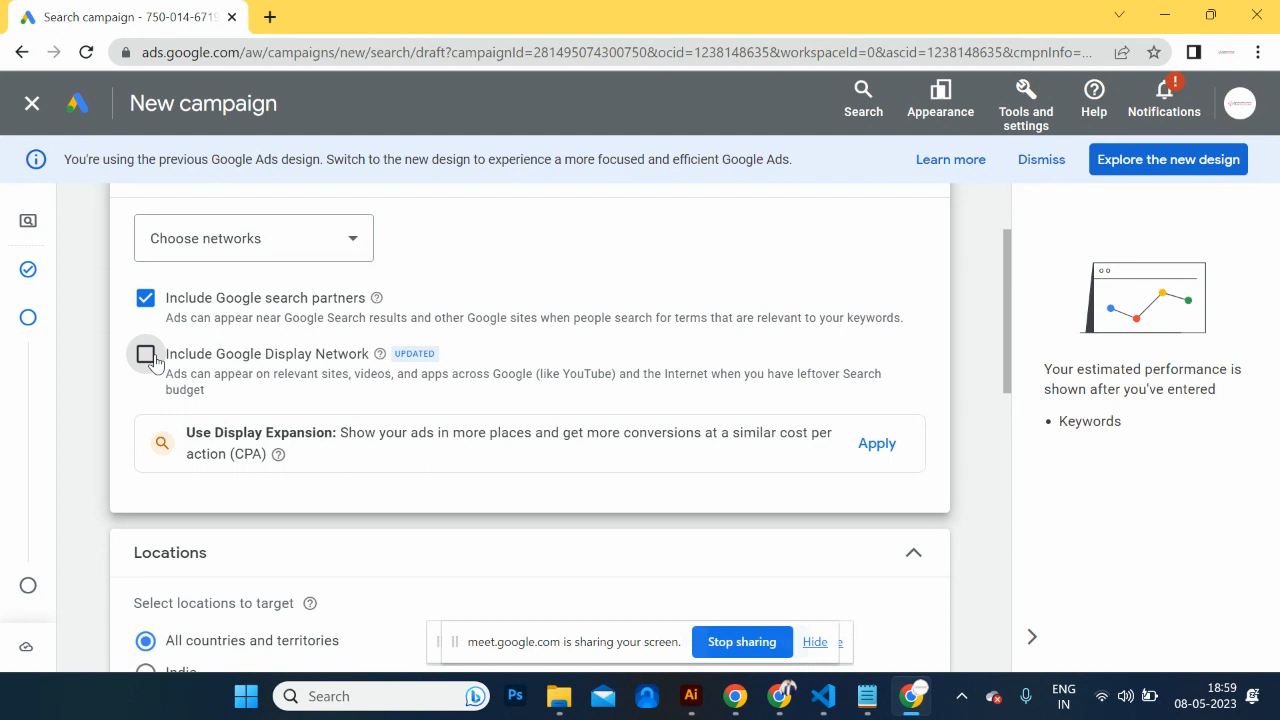 Search campaign - 750-014-6719
ads.google.com/aw/campaigns/new/search/draft?campaignId=281495074300750&ocid=1238148635&workspaceId=0&ascid=1238148635&cmpnInfo=...
New campaign
Search
Appearance
Tools and settings
Help
Notifications
You're using the previous Google Ads design. Switch to the new design to experience a more focused and efficient Google Ads.
Learn more
Dismiss
Explore the new design
Choose networks
Include Google search partners
Ads can appear near Google Search results and other Google sites when people search for terms that are relevant to your keywords.
Include Google Display Network
UPDATED
Ads can appear on relevant sites, videos, and apps across Google (like YouTube) and the Internet when you have leftover Search
budget
Use Display Expansion: Show your ads in more places and get more conversions at a similar cost per
action (CPA)
Apply
Your estimated performance is
shown after you've entered
• Keywords
Locations
Select locations to target
All countries and territories
India
meet.google.com is sharing your screen.
Stop sharing
Hide
Search
Ps
Ai
ENG
IN
18:59
08-05-2023